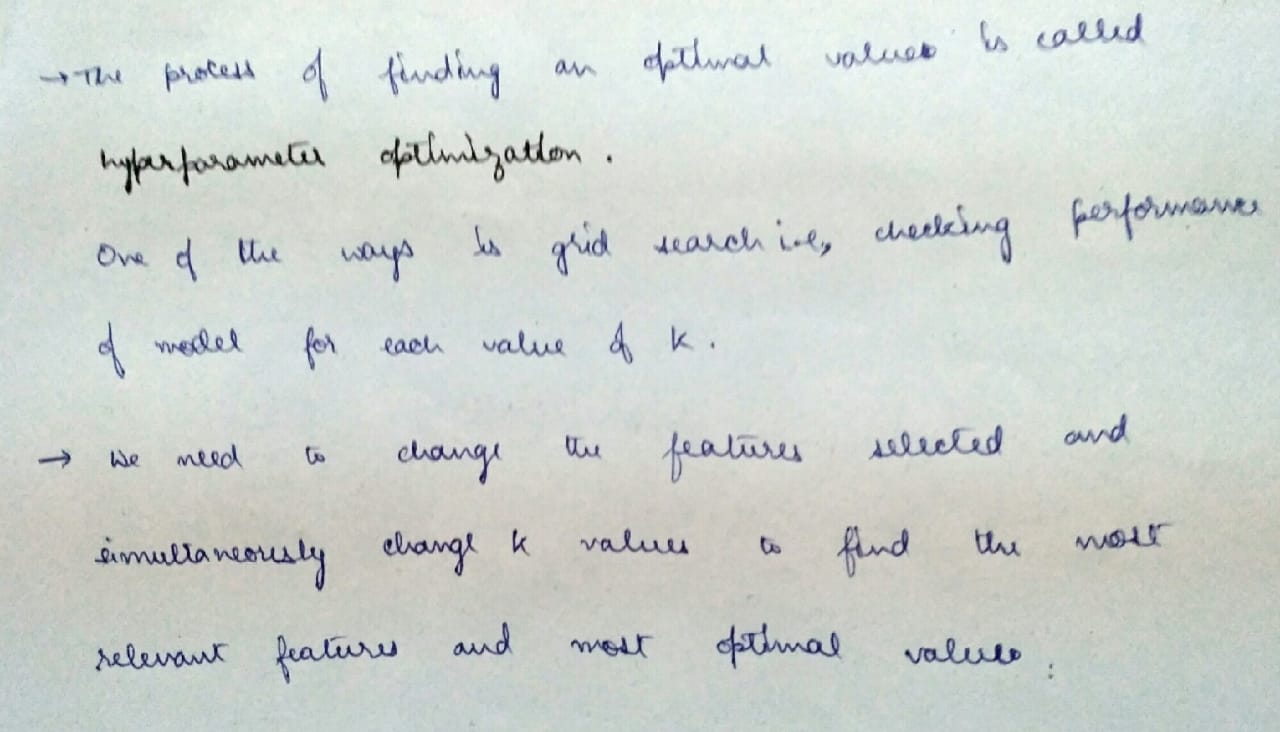 → The process of finding an optimal values is called
hyperparameter optimization.
One of the ways is grid search i.e, checking performance
of model for each value of k.
→ We need to change the features selected and
simultaneously change k values to find the most
relevant features and most optimal values.